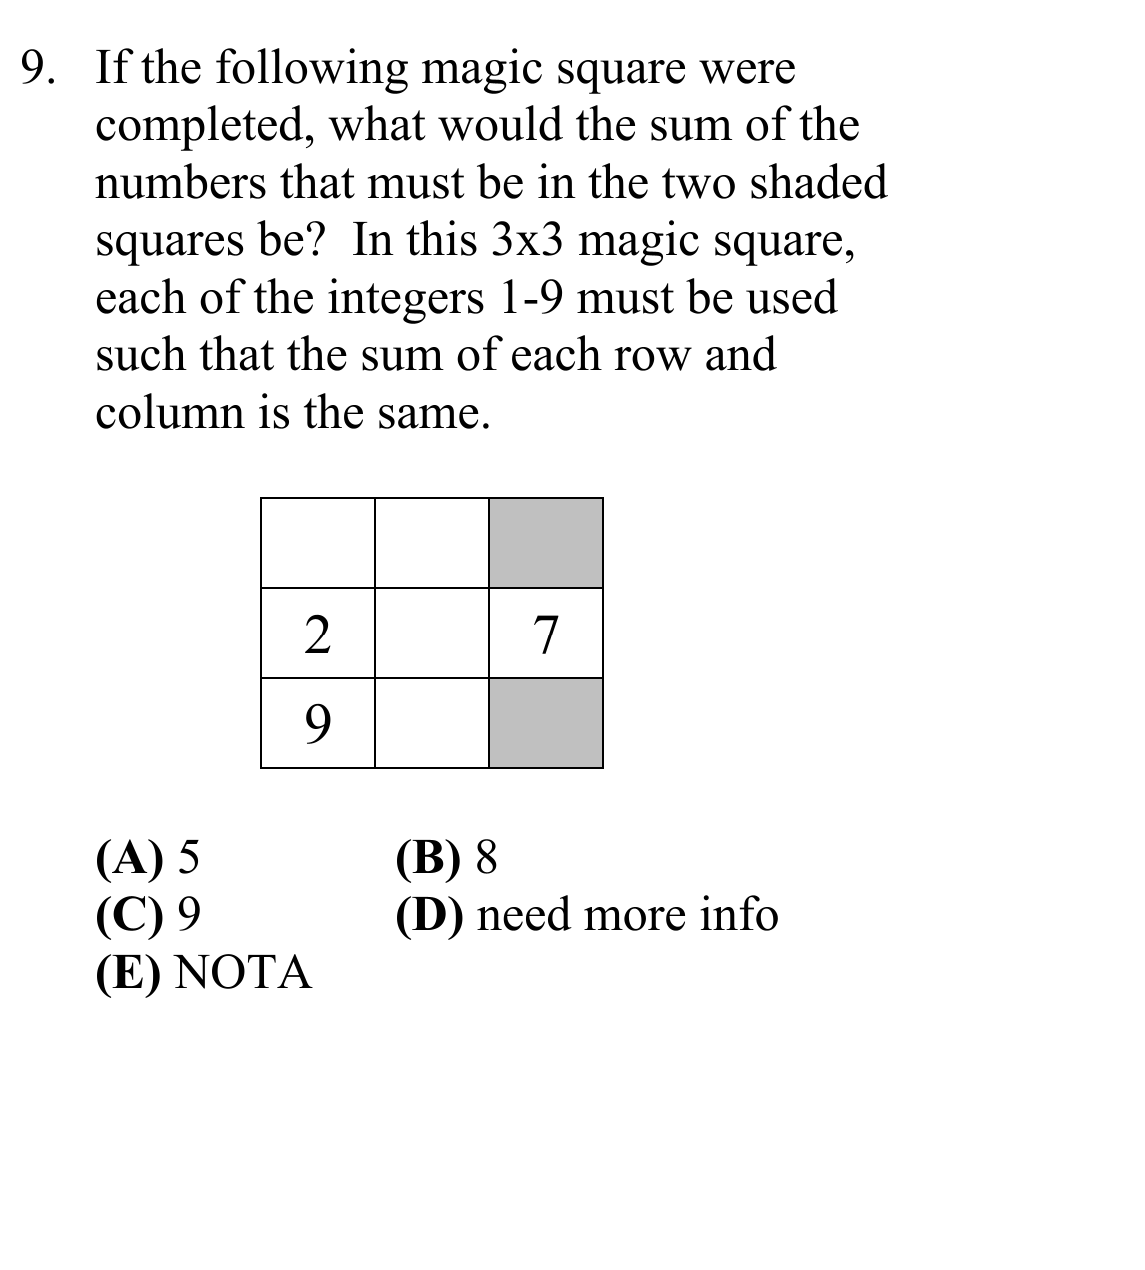 9. If the following magic square were
completed, what would the sum of the
numbers that must be in the two shaded
squares be? In this 3x3 magic square,
each of the integers 1-9 must be used
such that the sum of each row and
column is the same.
2 7
9
(A) 5 (B) 8
(C) 9 (D) need more info
(E) NOTA